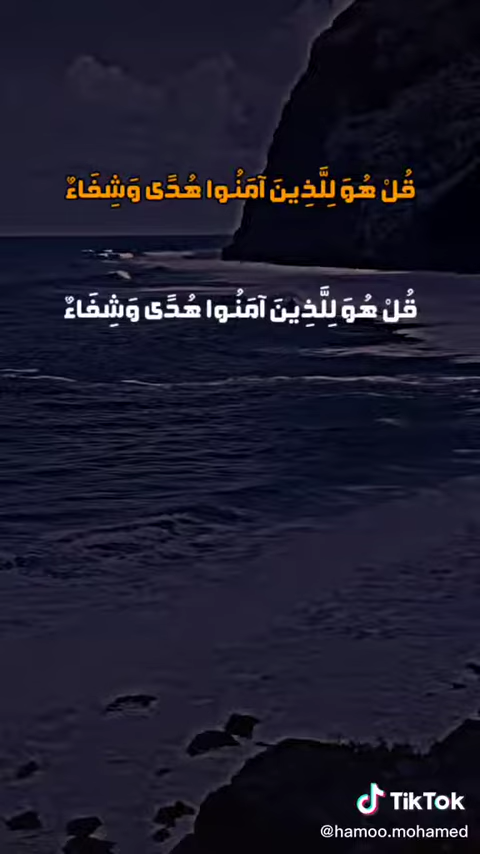 قُلْ هُوَ لِلَّذِينَ آمَنُوا هُدًى وَشِفَاءٌ
قُلْ هُوَ لِلَّذِينَ آمَنُوا هُدًى وَشِفَاءٌ
TikTok
@hamoo.mohamed